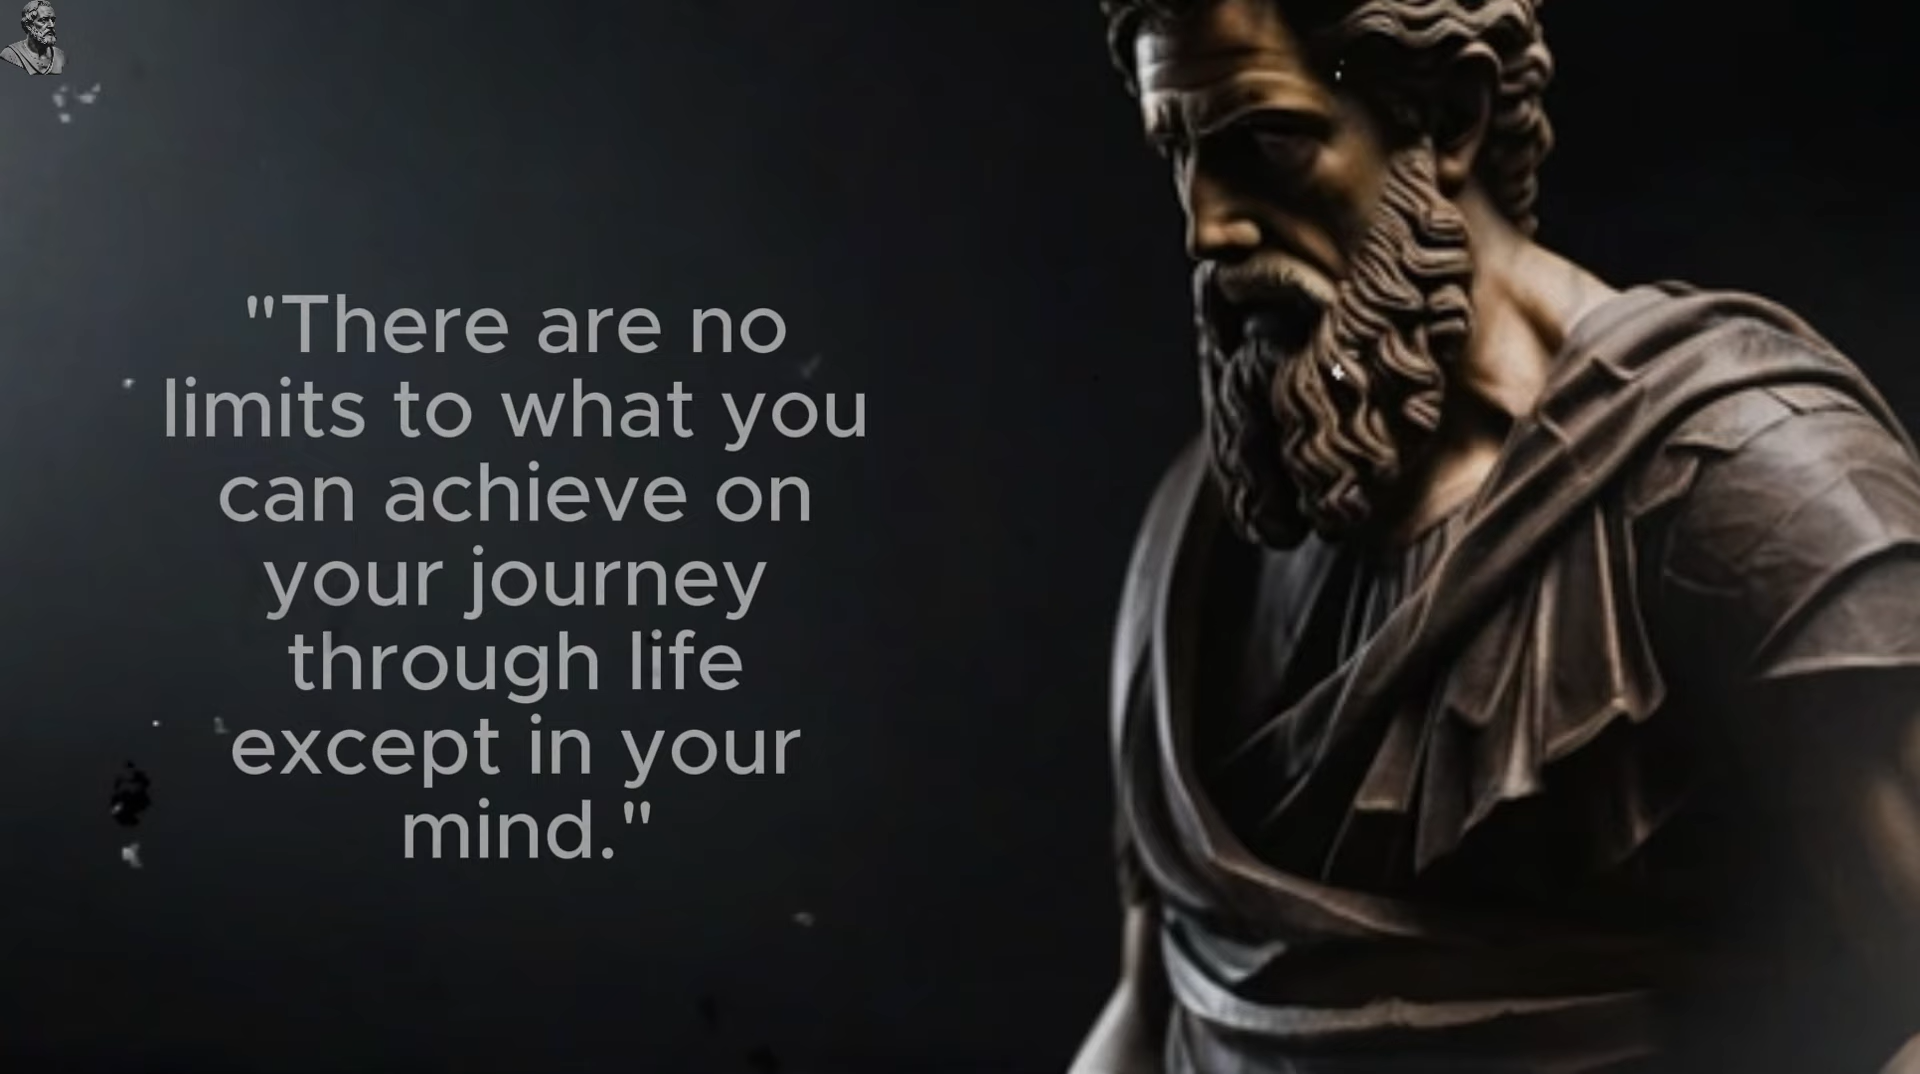 "There are no
limits to what you
can achieve on
your journey
through life
except in your
mind."